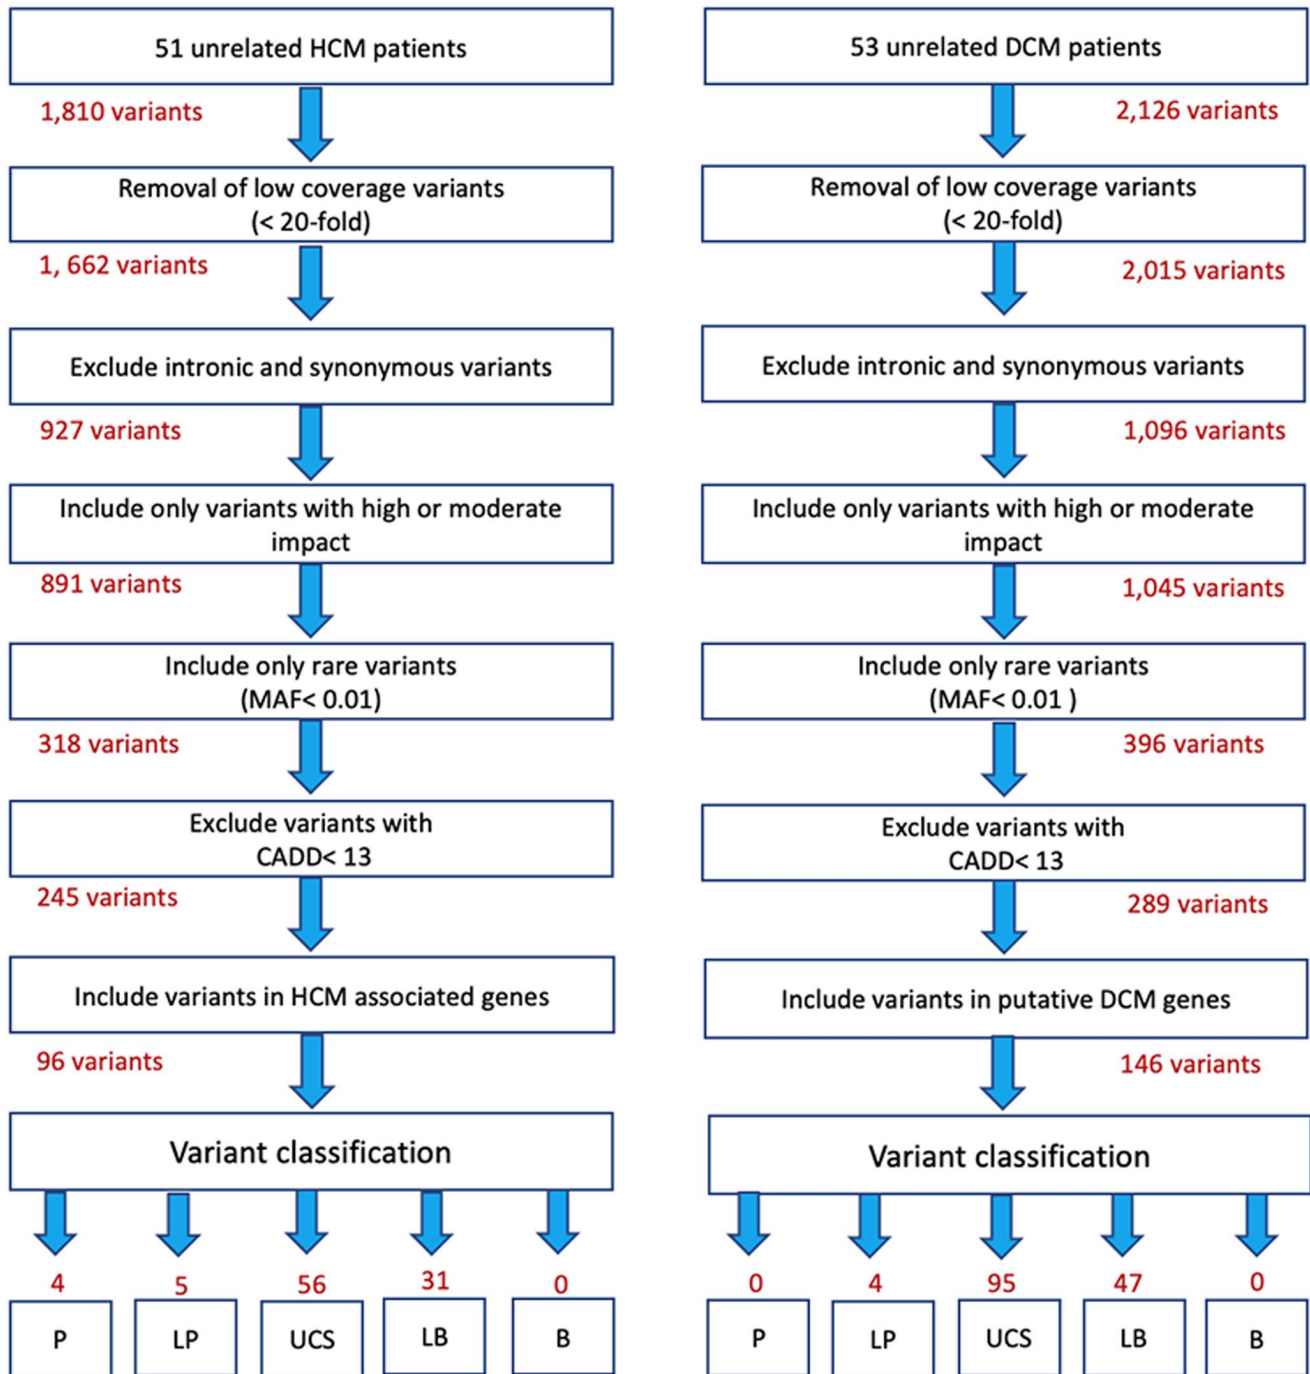 51 unrelated HCM patients
1,810 variants
Removal of low coverage variants
(< 20-fold)
1, 662 variants
Exclude intronic and synonymous variants
927 variants
Include only variants with high or moderate
impact
891 variants
Include only rare variants
(MAF< 0.01)
318 variants
Exclude variants with
CADD< 13
245 variants
Include variants in HCM associated genes
96 variants
Variant classification
4 5 56 31 0
P LP UCS LB B
53 unrelated DCM patients
2,126 variants
Removal of low coverage variants
(< 20-fold)
2,015 variants
Exclude intronic and synonymous variants
1,096 variants
Include only variants with high or moderate
impact
1,045 variants
Include only rare variants
(MAF< 0.01 )
396 variants
Exclude variants with
CADD< 13
289 variants
Include variants in putative DCM genes
146 variants
Variant classification
0 4 95 47 0
P LP UCS LB B